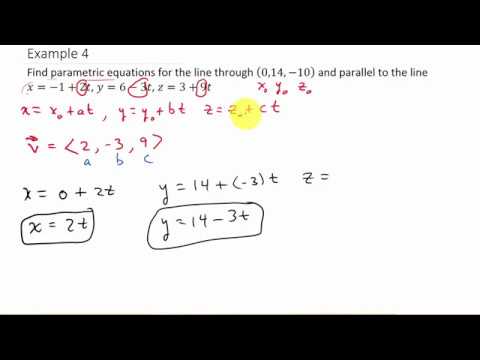 Example 4
Find parametric equations for the line through (0,14, −10) and parallel to the line
x = −1 + 2t, y = 6 − 3t, z = 3 + 9t x₀ y₀ z₀
x = x₀ + at , y = y₀ + bt z = z₀ + ct
v⃗ = ⟨2, -3, 9⟩
a b c
x = 0 + 2t y = 14 + (-3)t z =
x = 2t y = 14 - 3t